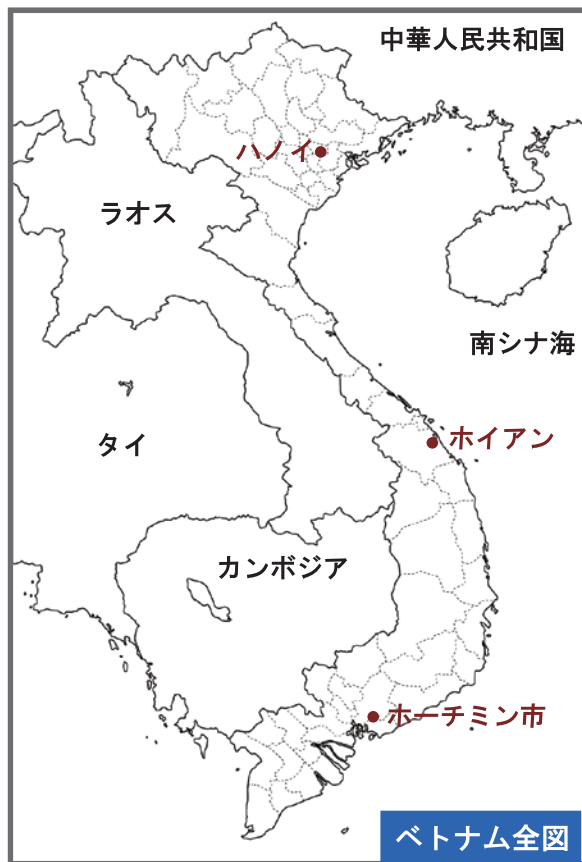 中華人民共和国
ハノイ
ラオス
南シナ海
ホイアン
タイ
カンボジア
ホーチミン市
ベトナム全図